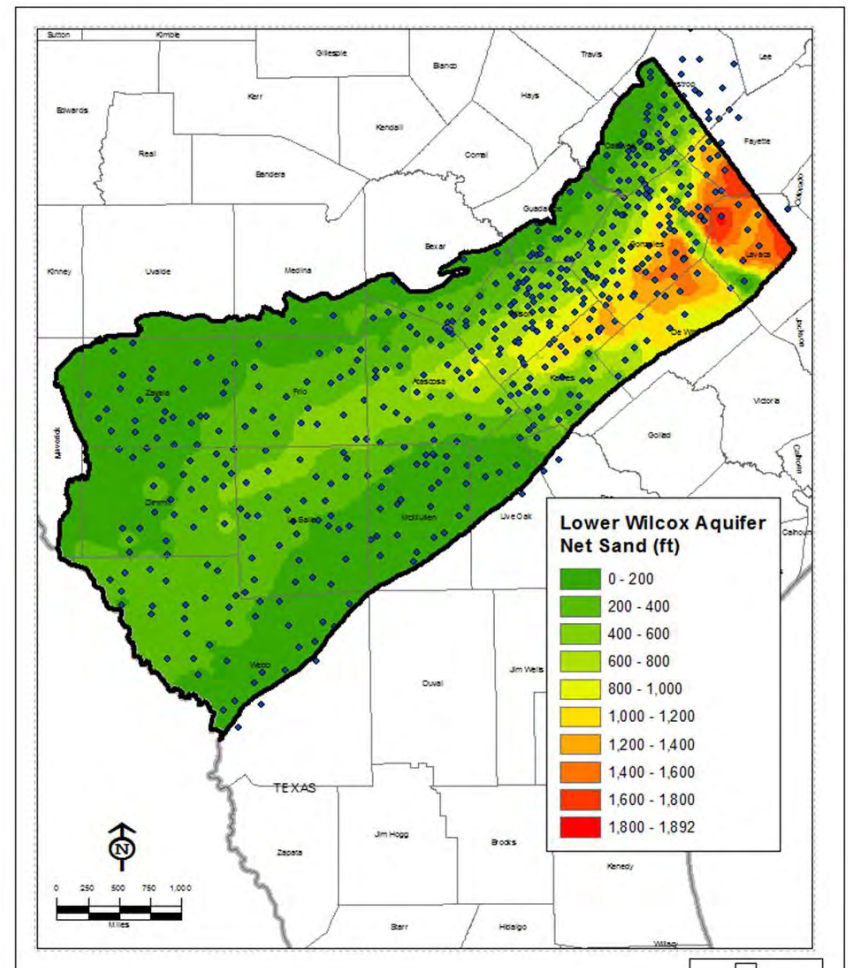 Sutton
Kimble
Gillespie
Blanco
Travis
Lee
Edwards
Kerr
Hays
Real
Kendall
Fayette
Bandera
Comal
Colorado
Kinney
Uvalde
Medina
Bexar
Gonzales
Lavaca
Jackson
Zavala
Frio
Atascosa
Karnes
Victoria
Maverick
Goliad
Calhoun
Dimmit
La Salle
McMullen
Live Oak
Calhoun
Lower Wilcox Aquifer
Net Sand (ft)
0 - 200
200 - 400
400 - 600
600 - 800
800 - 1,000
1,000 - 1,200
1,200 - 1,400
1,400 - 1,600
1,600 - 1,800
1,800 - 1,892
Webb
Duval
Jim Wells
TEXAS
Zapata
Jim Hogg
Brooks
Kenedy
N
0 250 500 750 1,000
Miles
Starr
Hidalgo
Willacy